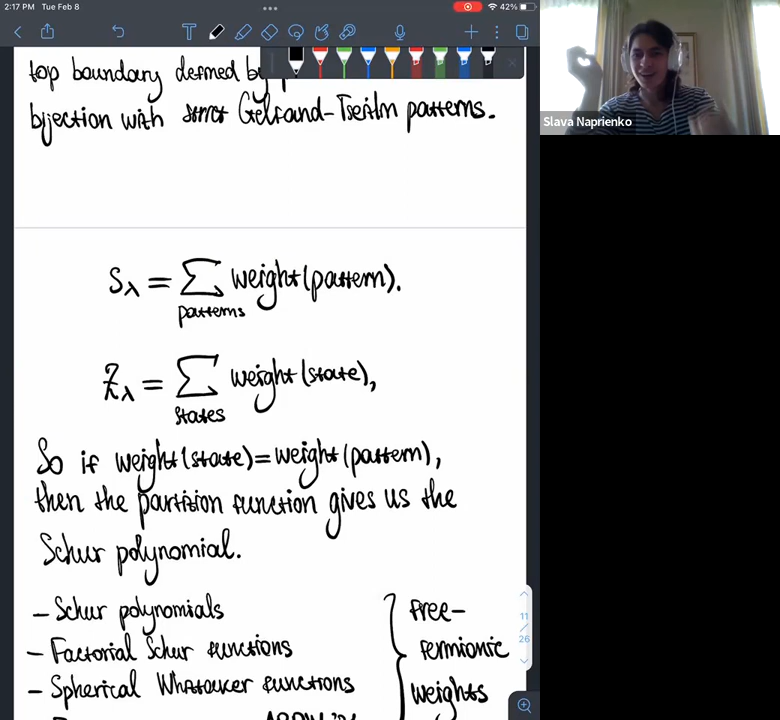 2:17 PM Tue Feb 8
42%
top boundary defined by
bijection with strict Gelfand-Tsetlin patterns.
Slava Naprienko
S_λ = ∑ weight(pattern).
patterns
Z_λ = ∑ weight(state),
states
So if weight(state)=weight(pattern),
then the partition function gives us the
Schur polynomial.
– Schur polynomials
– Factorial Schur functions
– Spherical Whittaker functions
free-
fermionic
weights
11
26